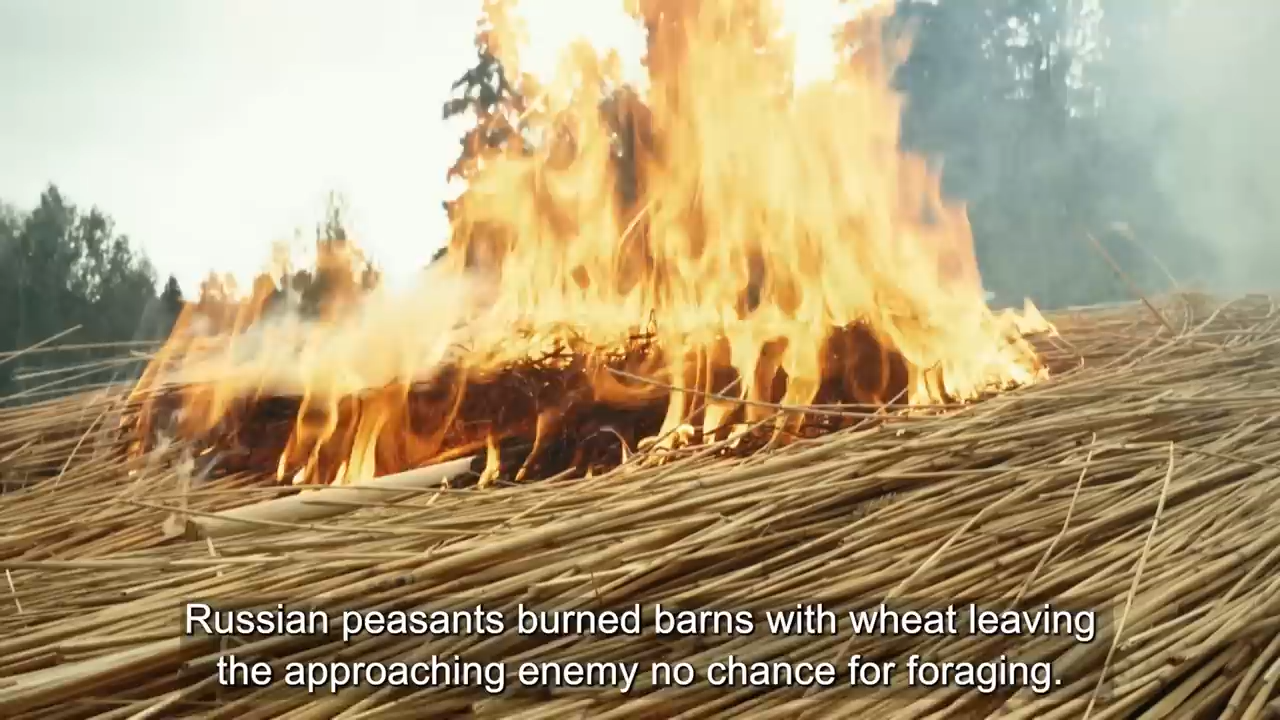 Russian peasants burned barns with wheat leaving
the approaching enemy no chance for foraging.